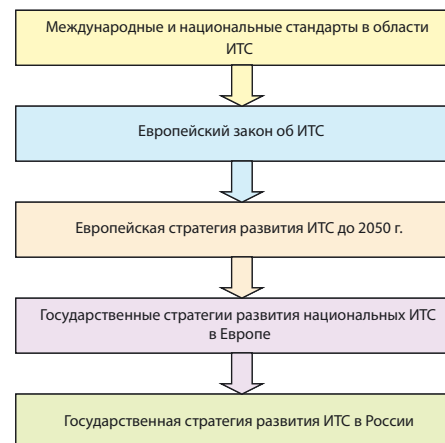 Международные и национальные стандарты в области
ИТС
Европейский закон об ИТС
Европейская стратегия развития ИТС до 2050 г.
Государственные стратегии развития национальных ИТС
в Европе
Государственная стратегия развития ИТС в России